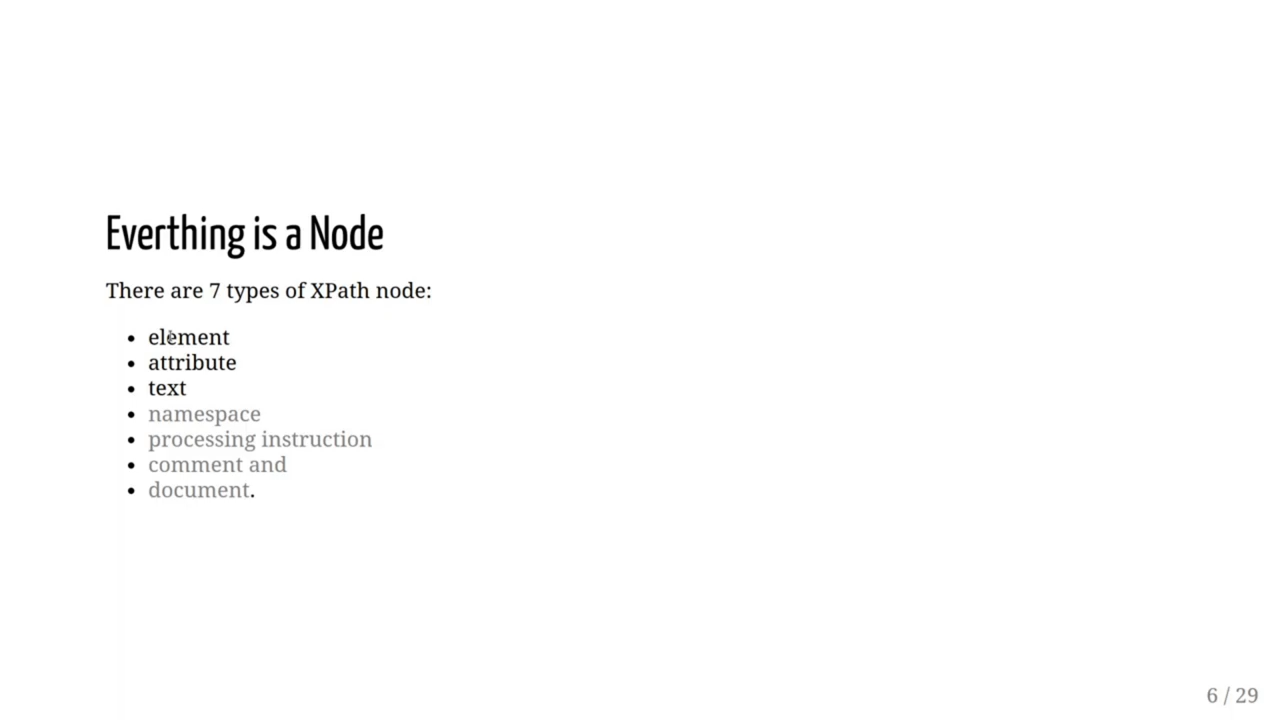 Everthing is a Node
There are 7 types of XPath node:
• element
• attribute
• text
• namespace
• processing instruction
• comment and
• document.
6 / 29